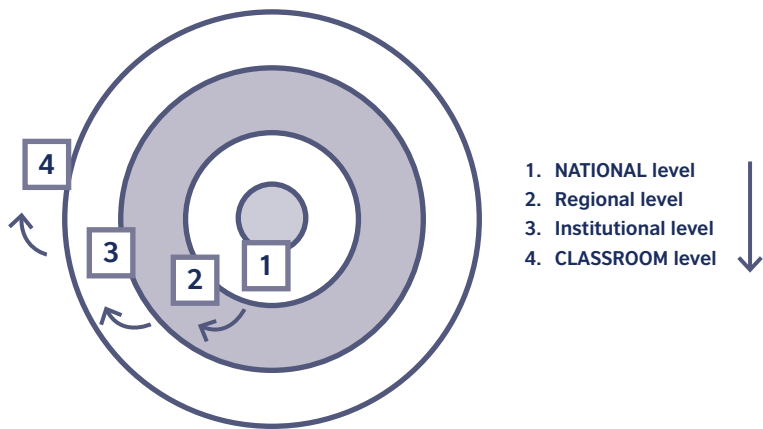 4
3
2
1
1. NATIONAL level
2. Regional level
3. Institutional level
4. CLASSROOM level